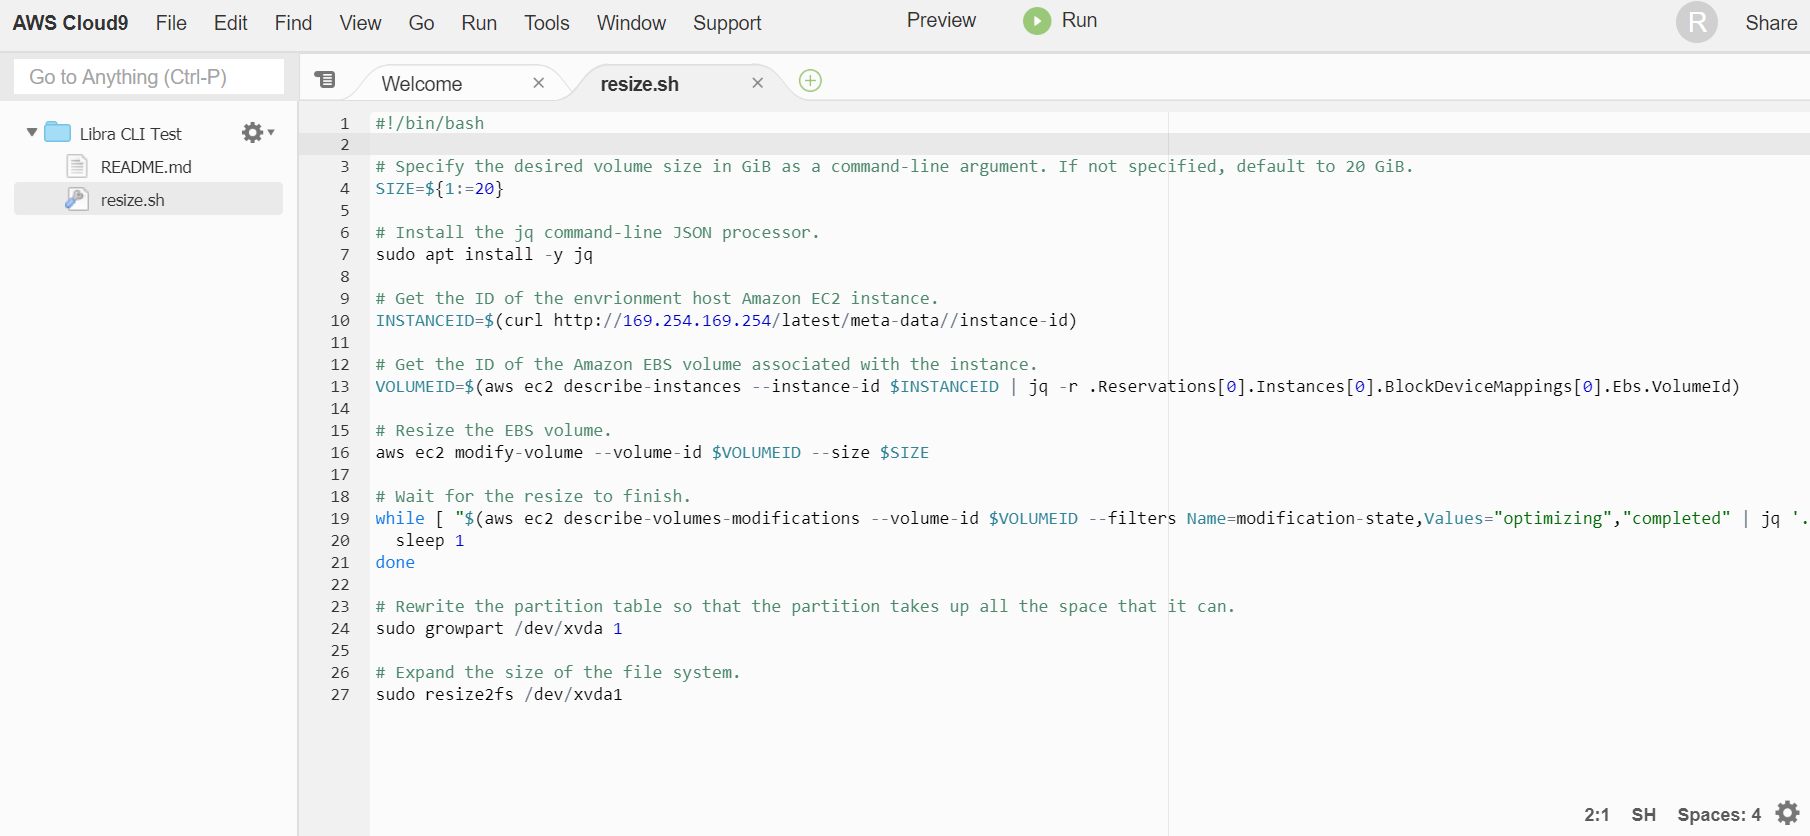 AWS Cloud9 File Edit Find View Go Run Tools Window Support Preview Run R Share
Go to Anything (Ctrl-P)
Welcome × resize.sh ×
Libra CLI Test
README.md
resize.sh
1 #!/bin/bash
2
3 # Specify the desired volume size in GiB as a command-line argument. If not specified, default to 20 GiB.
4 SIZE=${1:=20}
5
6 # Install the jq command-line JSON processor.
7 sudo apt install -y jq
8
9 # Get the ID of the envrionment host Amazon EC2 instance.
10 INSTANCEID=$(curl http://169.254.169.254/latest/meta-data//instance-id)
11
12 # Get the ID of the Amazon EBS volume associated with the instance.
13 VOLUMEID=$(aws ec2 describe-instances --instance-id $INSTANCEID | jq -r .Reservations[0].Instances[0].BlockDeviceMappings[0].Ebs.VolumeId)
14
15 # Resize the EBS volume.
16 aws ec2 modify-volume --volume-id $VOLUMEID --size $SIZE
17
18 # Wait for the resize to finish.
19 while [ "$(aws ec2 describe-volumes-modifications --volume-id $VOLUMEID --filters Name=modification-state,Values="optimizing","completed" | jq '.
20 sleep 1
21 done
22
23 # Rewrite the partition table so that the partition takes up all the space that it can.
24 sudo growpart /dev/xvda 1
25
26 # Expand the size of the file system.
27 sudo resize2fs /dev/xvda1
2:1 SH Spaces: 4